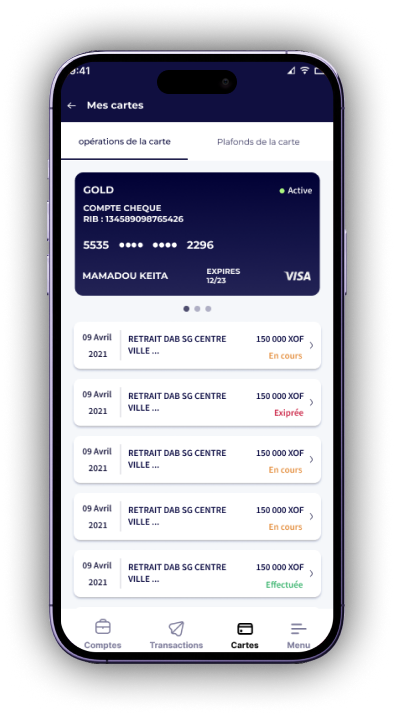 9:41
← Mes cartes
opérations de la carte Plafonds de la carte
GOLD Active
COMPTE CHEQUE
RIB : 134589098765426
5535 •••• •••• 2296
MAMADOU KEITA EXPIRES
12/23 VISA
09 Avril RETRAIT DAB SG CENTRE 150 000 XOF
2021 VILLE ... En cours
09 Avril RETRAIT DAB SG CENTRE 150 000 XOF
2021 VILLE ... Exiprée
09 Avril RETRAIT DAB SG CENTRE 150 000 XOF
2021 VILLE ... En cours
09 Avril RETRAIT DAB SG CENTRE 150 000 XOF
2021 VILLE ... En cours
09 Avril RETRAIT DAB SG CENTRE 150 000 XOF
2021 VILLE ... Effectuée
Comptes Transactions Cartes Menu